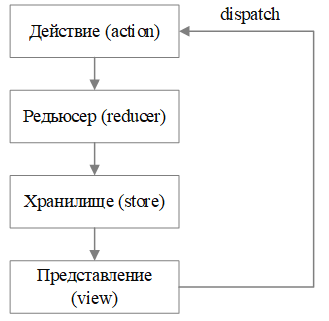 dispatch
Действие (action)
Редьюсер (reducer)
Хранилище (store)
Представление
(view)